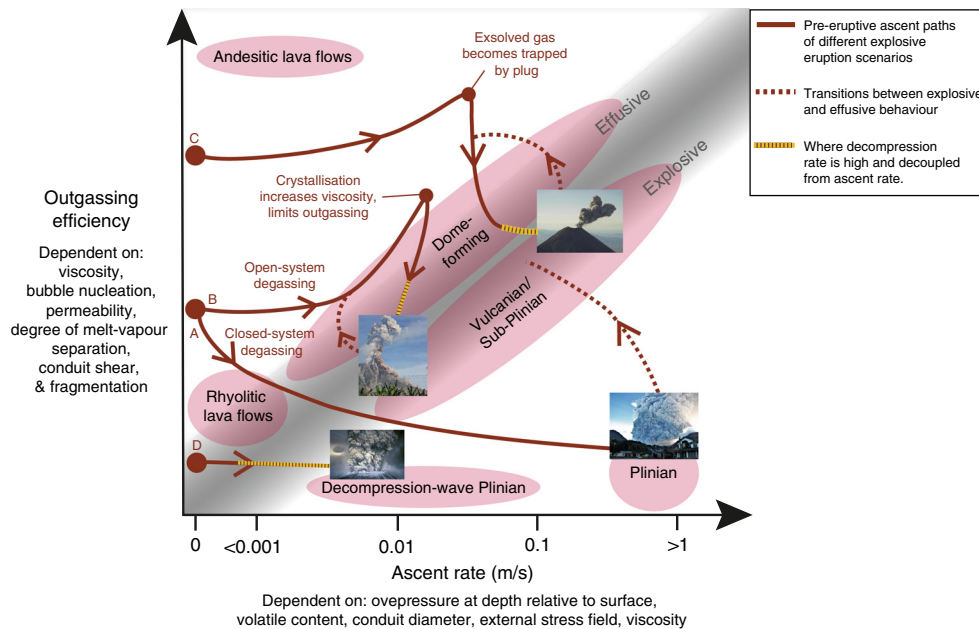 Andesitic lava flows
Exsolved gas
becomes trapped
by plug
Pre-eruptive ascent paths
of different explosive
eruption scenarios
Transitions between explosive
and effusive behaviour
Where decompression
rate is high and decoupled
from ascent rate.
Effusive
Explosive
C
Crystallisation
increases viscosity,
limits outgassing
Outgassing
efficiency
Dependent on:
viscosity,
bubble nucleation,
permeability,
degree of melt-vapour
separation,
conduit shear,
& fragmentation
Dome-
forming
Open-system
degassing
B
A
Closed-system
degassing
Vulcanian/
Sub-Plinian
Rhyolitic
lava flows
D
Decompression-wave Plinian
Plinian
0
<0.001
0.01
0.1
>1
Ascent rate (m/s)
Dependent on: ovepressure at depth relative to surface,
volatile content, conduit diameter, external stress field, viscosity